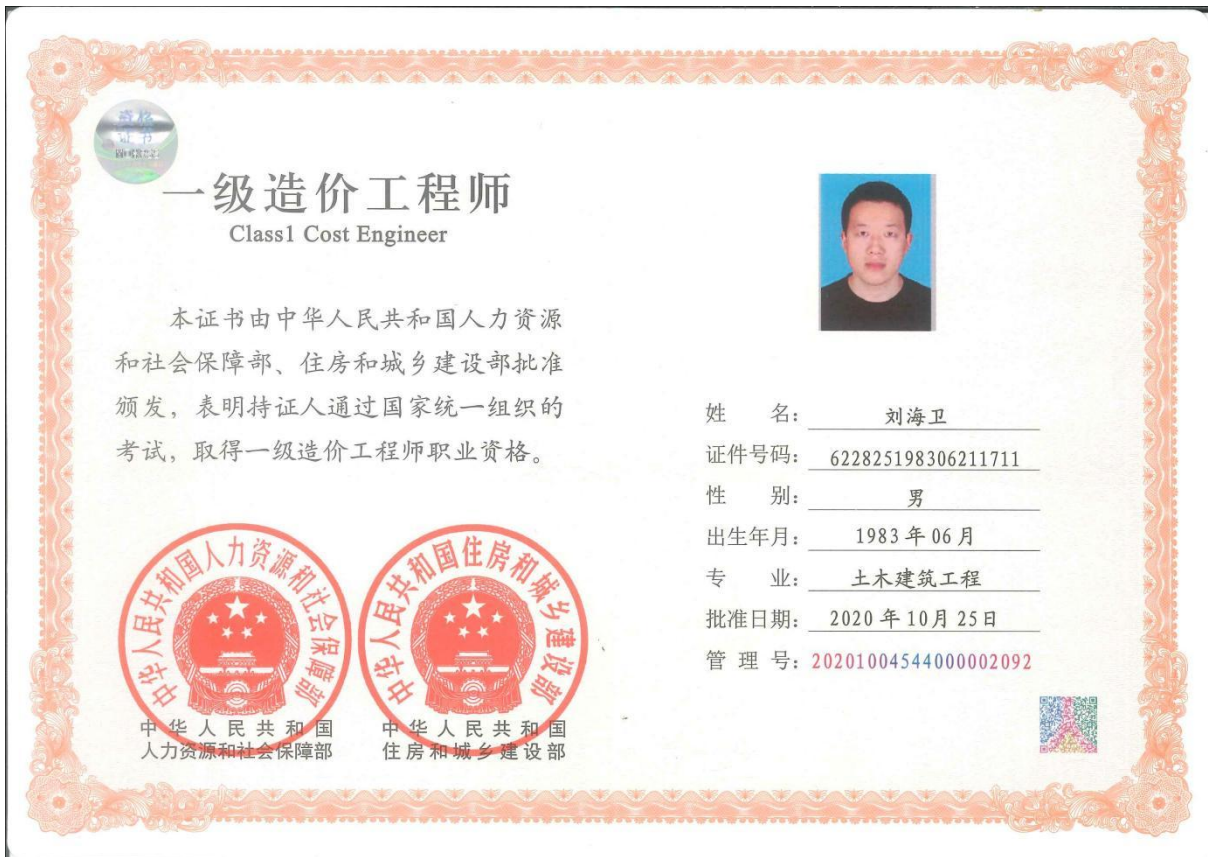 资格
证书
一级造价工程师
Class1 Cost Engineer
本证书由中华人民共和国人力资源
和社会保障部、住房和城乡建设部批准
颁发，表明持证人通过国家统一组织的
考试，取得一级造价工程师职业资格。
中华人民共和国人力资源和社会保障部
中华人民共和国住房和城乡建设部
中华人民共和国
人力资源和社会保障部
中华人民共和国
住房和城乡建设部
姓 名： 刘海卫
证件号码： 622825198306211711
性 别： 男
出生年月： 1983年06月
专 业： 土木建筑工程
批准日期： 2020年10月25日
管 理 号： 20201004544000002092